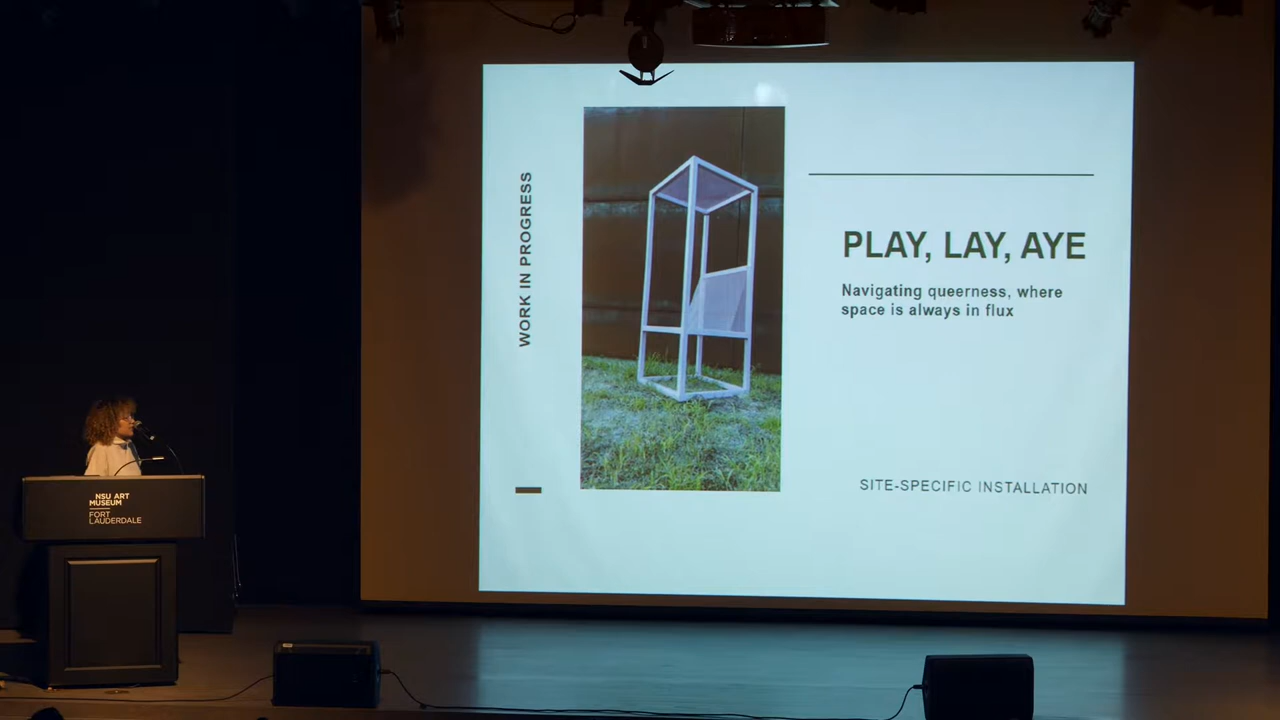 WORK IN PROGRESS
PLAY, LAY, AYE
Navigating queerness, where
space is always in flux
SITE-SPECIFIC INSTALLATION
NSU ART
MUSEUM
FORT
LAUDERDALE